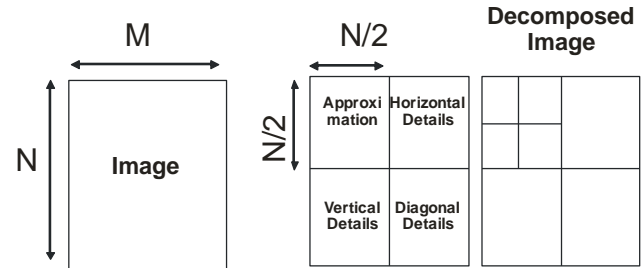 M
N
Image
N/2
N/2
Approxi
mation
Horizontal
Details
Vertical
Details
Diagonal
Details
Decomposed
Image